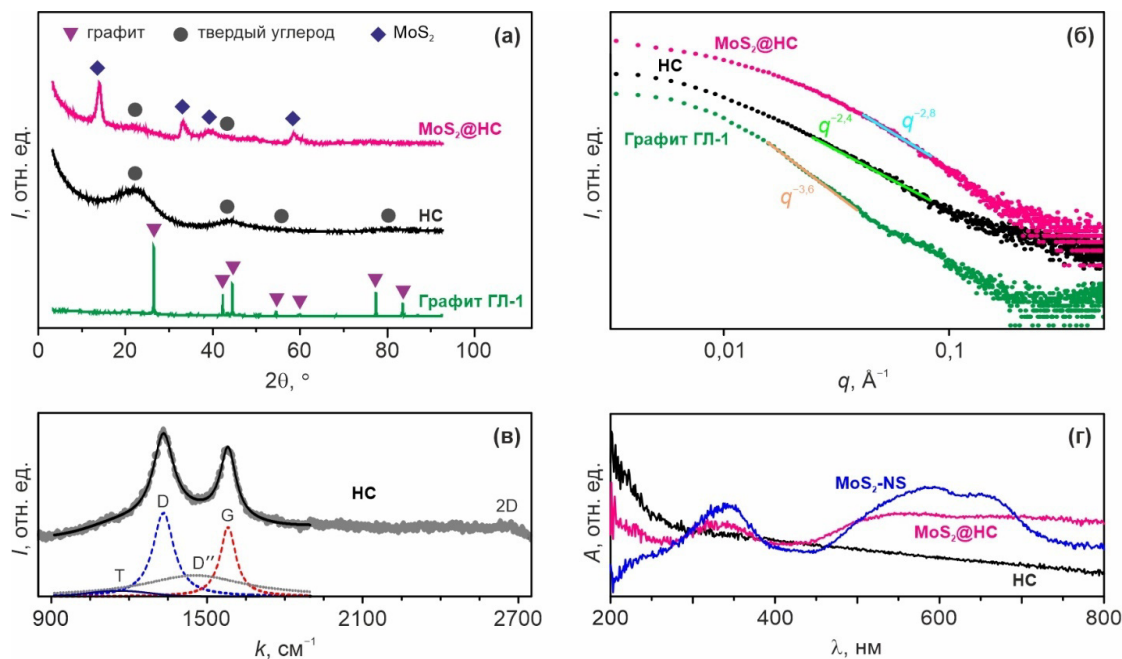 (а)
графит
твердый углерод
MoS₂
MoS₂@HC
HC
Графит ГЛ-1
I, отн. ед.
0 20 40 60 80 100
2θ, °
(б)
MoS₂@HC
HC
q⁻²,⁴
q⁻²,⁸
Графит ГЛ-1
q⁻³,⁶
I, отн. ед.
0,01 0,1
q, Å⁻¹
(в)
HC
2D
D
G
D′′
T
I, отн. ед.
900 1500 2100 2700
k, см⁻¹
(г)
MoS₂-NS
MoS₂@HC
HC
A, отн. ед.
200 300 400 500 600 700 800
λ, нм